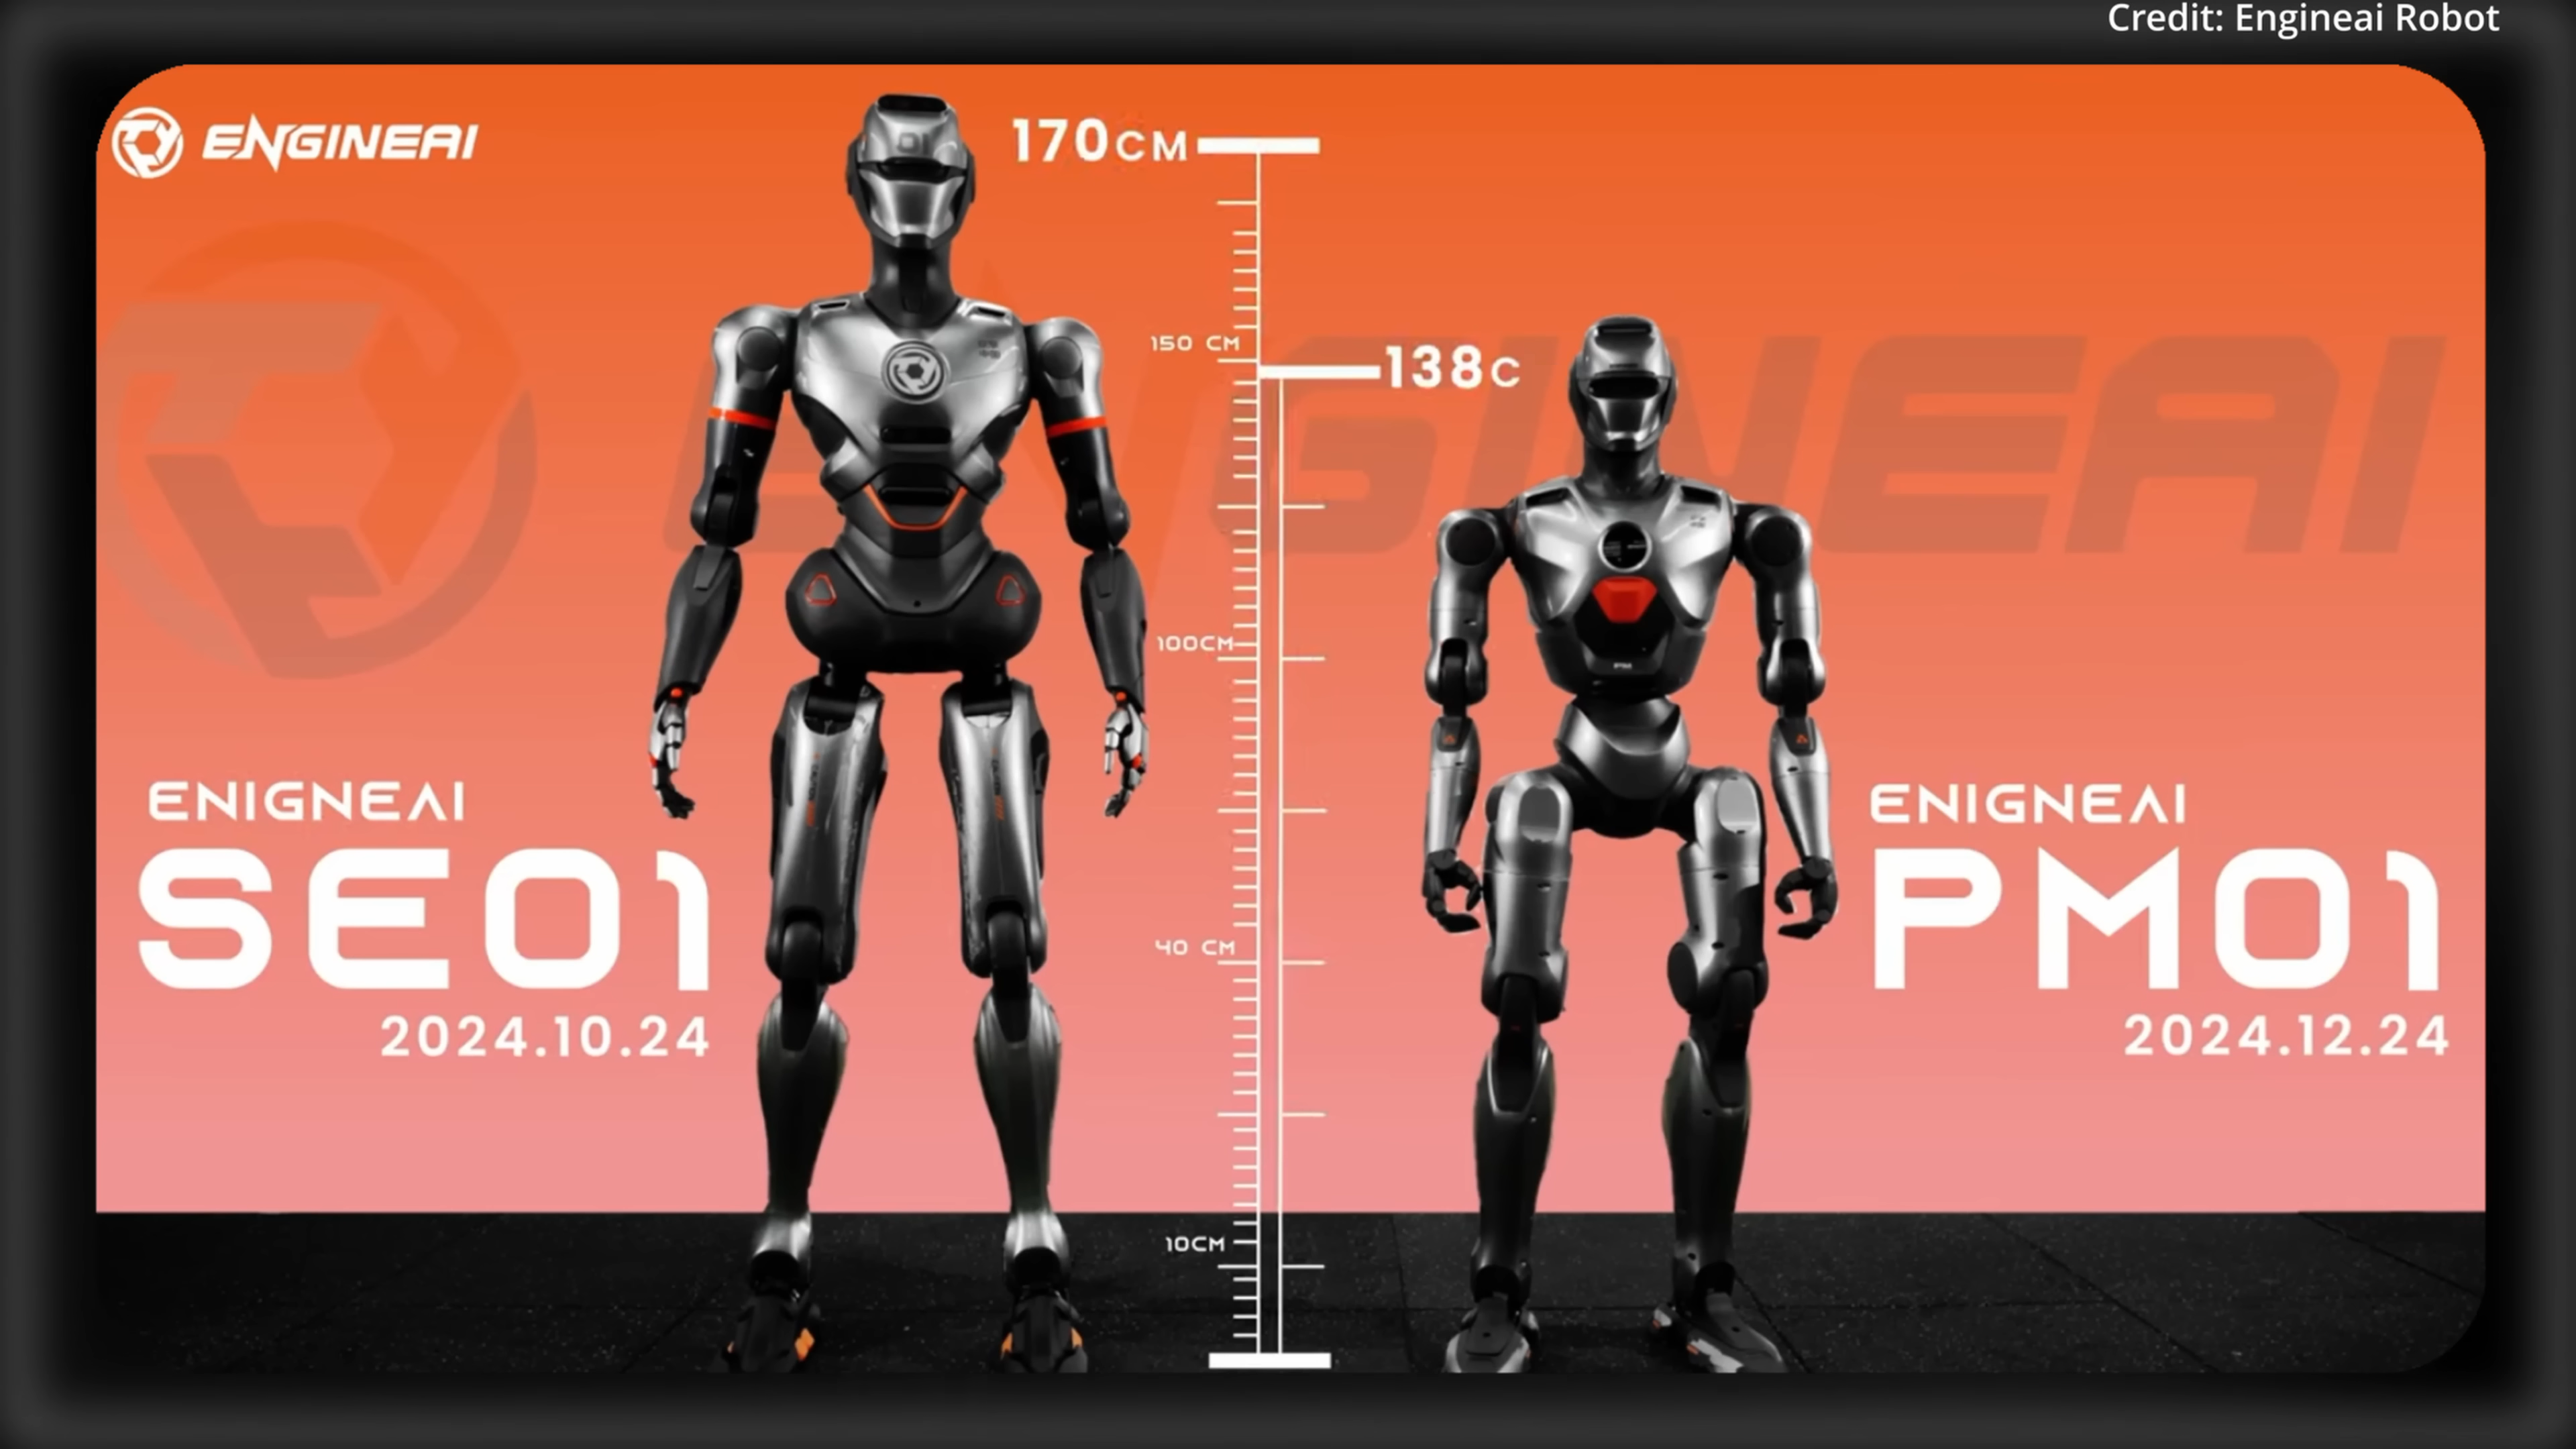 Credit: Engineai Robot
ENGINEAI
170CM
150 CM
138C
ENGINEAI
100CM
ENIGNEAI
SE01
2024.10.24
ENIGNEAI
PM01
2024.12.24
40 CM
10CM